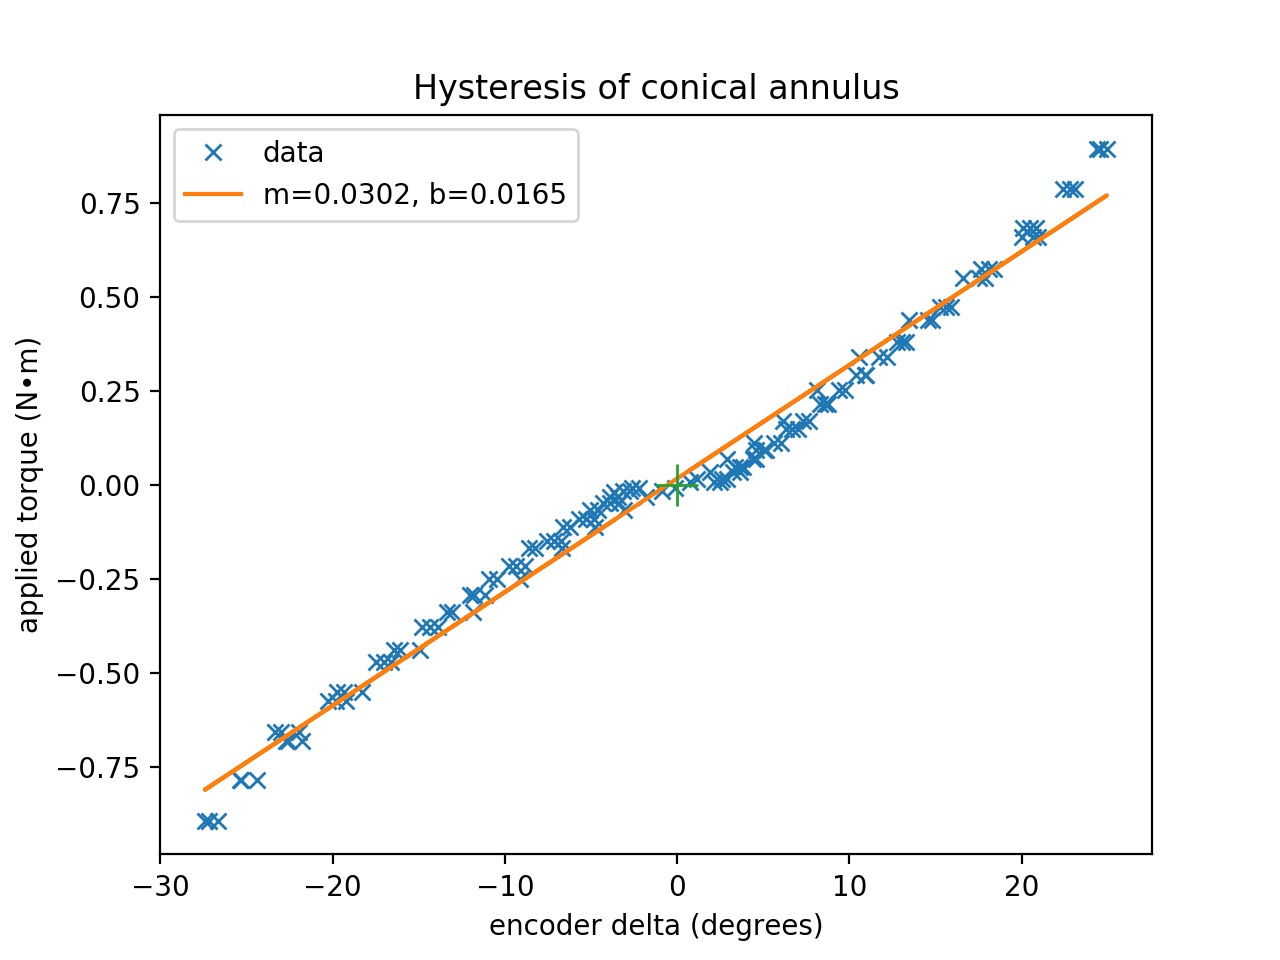 Hysteresis of conical annulus
data
m=0.0302, b=0.0165
0.75
0.50
0.25
0.00
−0.25
−0.50
−0.75
applied torque (N•m)
−30 −20 −10 0 10 20
encoder delta (degrees)